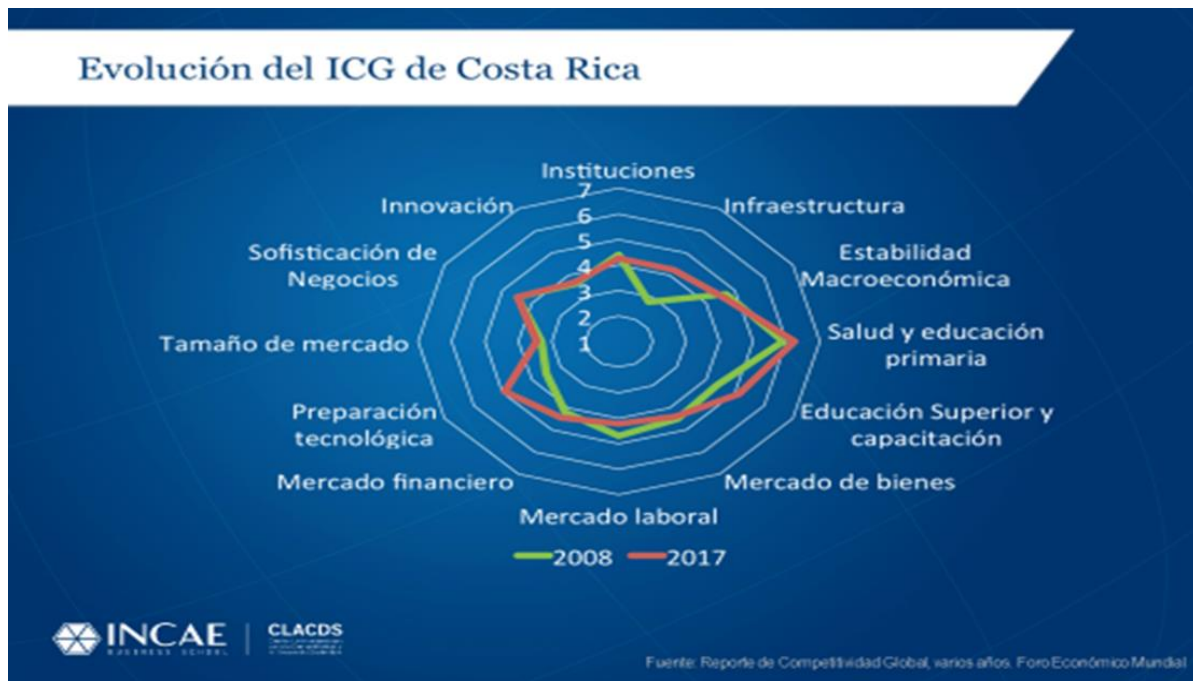 Evolución del ICG de Costa Rica
Instituciones
7
6
5
4
3
2
1
Innovación
Infraestructura
Sofisticación de
Negocios
Estabilidad
Macroeconómica
Tamaño de mercado
Salud y educación
primaria
Preparación
tecnológica
Educación Superior y
capacitación
Mercado financiero
Mercado de bienes
Mercado laboral
2008
2017
INCAE
BUSINESS SCHOOL
CLACDS
Fuente: Reporte de Competitividad Global, varios años. Foro Económico Mundial